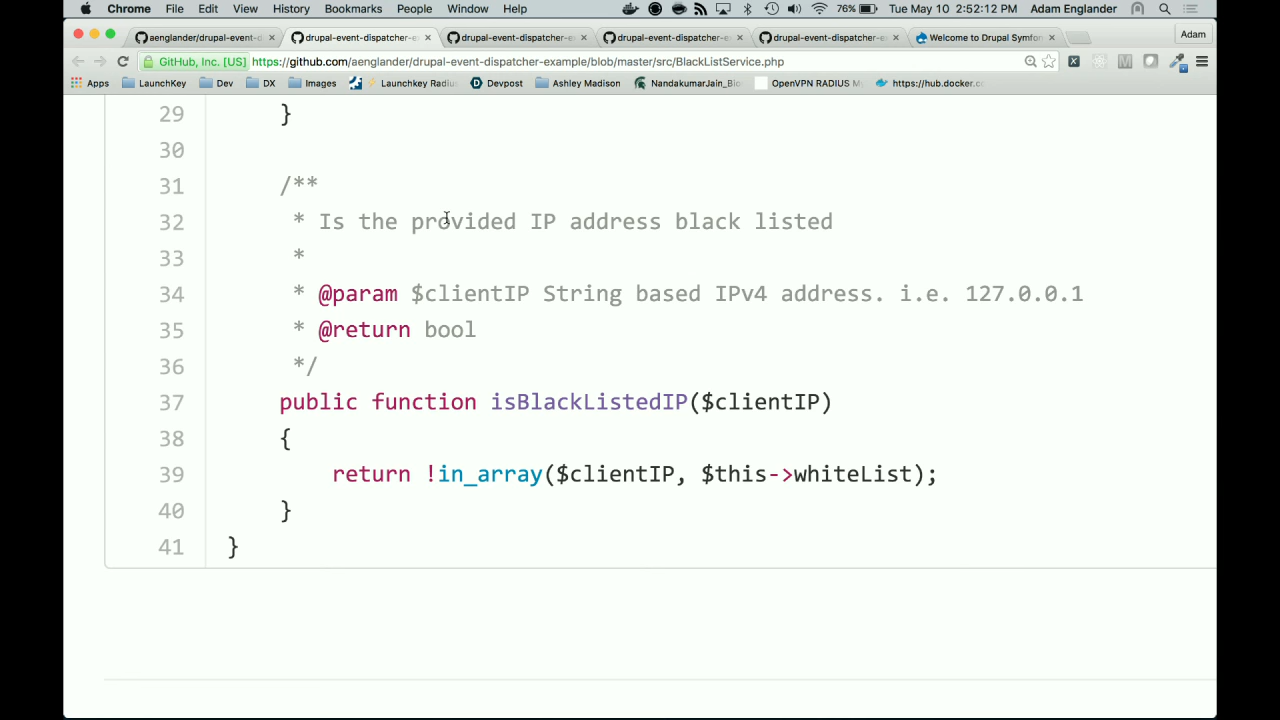 Chrome File Edit View History Bookmarks People Window Help 76% Tue May 10 2:52:12 PM Adam Englander
aenglander/drupal-event-d drupal-event-dispatcher-e drupal-event-dispatcher-e drupal-event-dispatcher-e drupal-event-dispatcher-e Welcome to Drupal Symfon Adam
GitHub, Inc. [US] https://github.com/aenglander/drupal-event-dispatcher-example/blob/master/src/BlackListService.php
Apps LaunchKey Dev DX Images Launchkey Radiu Devpost Ashley Madison NandakumarJain_Bio OpenVPN RADIUS M https://hub.docker.c
29 }
30
31 /**
32 * Is the provided IP address black listed
33 *
34 * @param $clientIP String based IPv4 address. i.e. 127.0.0.1
35 * @return bool
36 */
37 public function isBlackListedIP($clientIP)
38 {
39 return !in_array($clientIP, $this->whiteList);
40 }
41 }